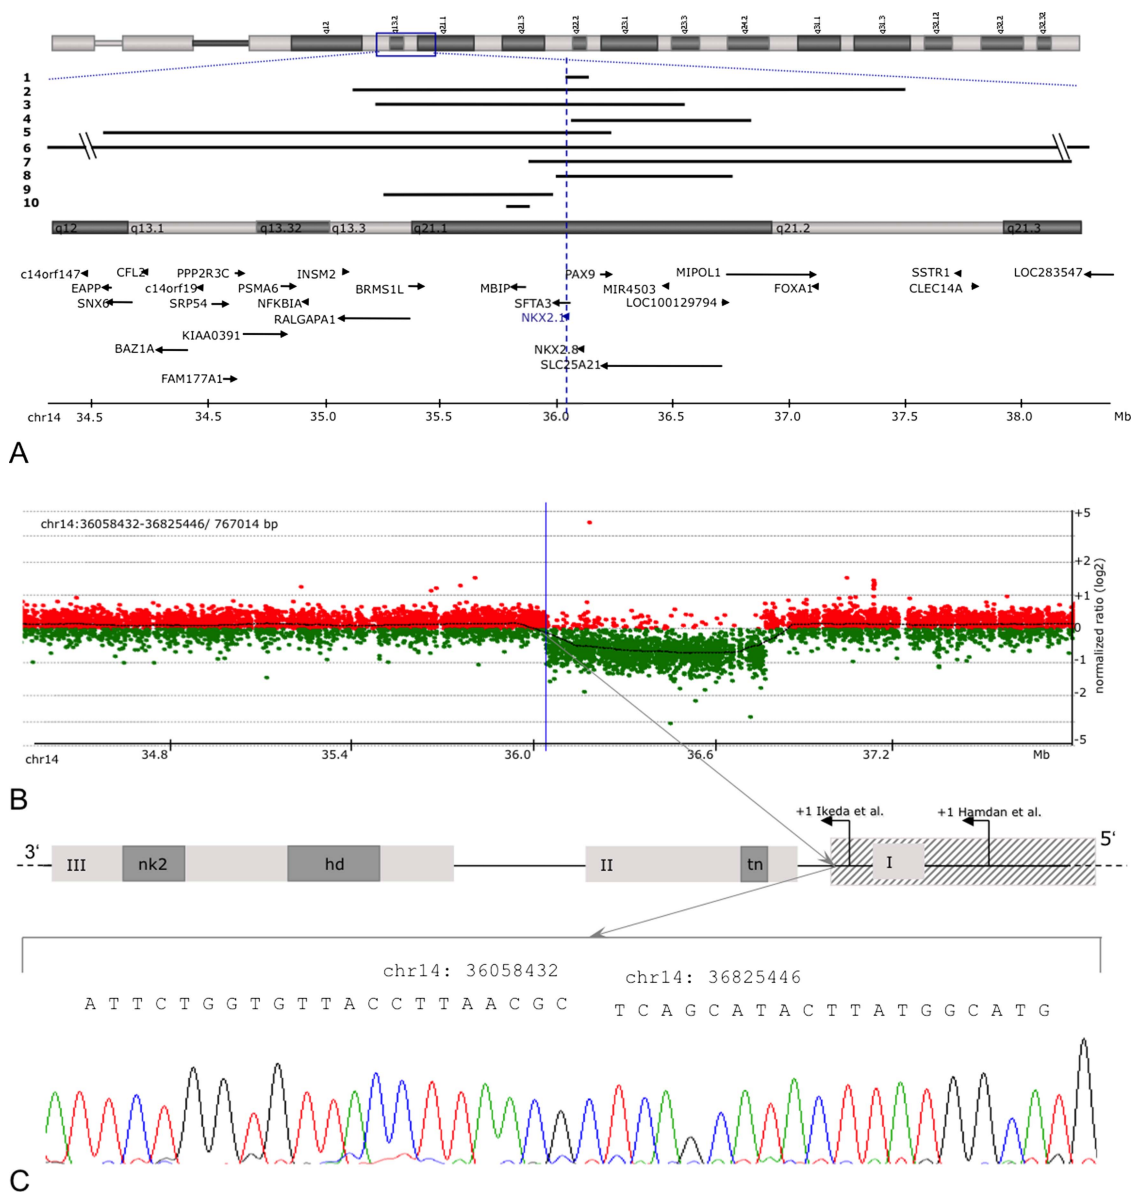 q12 q13.2 q21.1 q21.3 q22.2 q23.1 q23.3 q24.2 q31.1 q31.3 q32.12 q32.2 q32.32
1
2
3
4
5
6
7
8
9
10
q12 q13.1 q13.32 q13.3 q21.1 q21.2 q21.3
c14orf147 CFL2 PPP2R3C INSM2 PAX9 MIPOL1 SSTR1 LOC283547
EAPP c14orf19 PSMA6 BRMS1L MBIP MIR4503 FOXA1 CLEC14A
SNX6 SRP54 NFKBIA SFTA3 LOC100129794
RALGAPA1 NKX2.1
KIAA0391
BAZ1A NKX2.8
SLC25A21
FAM177A1
chr14 34.5 34.5 35.0 35.5 36.0 36.5 37.0 37.5 38.0 Mb
A
chr14:36058432-36825446/ 767014 bp
+5
+2
+1
0
-1
-2
-5
normalized ratio (log2)
chr14 34.8 35.4 36.0 36.6 37.2 Mb
B
+1 Ikeda et al. +1 Hamdan et al.
3' III nk2 hd II tn I 5'
chr14: 36058432 chr14: 36825446
A T T C T G G T G T T A C C T T A A C G C T C A G C A T A C T T A T G G C A T G
C